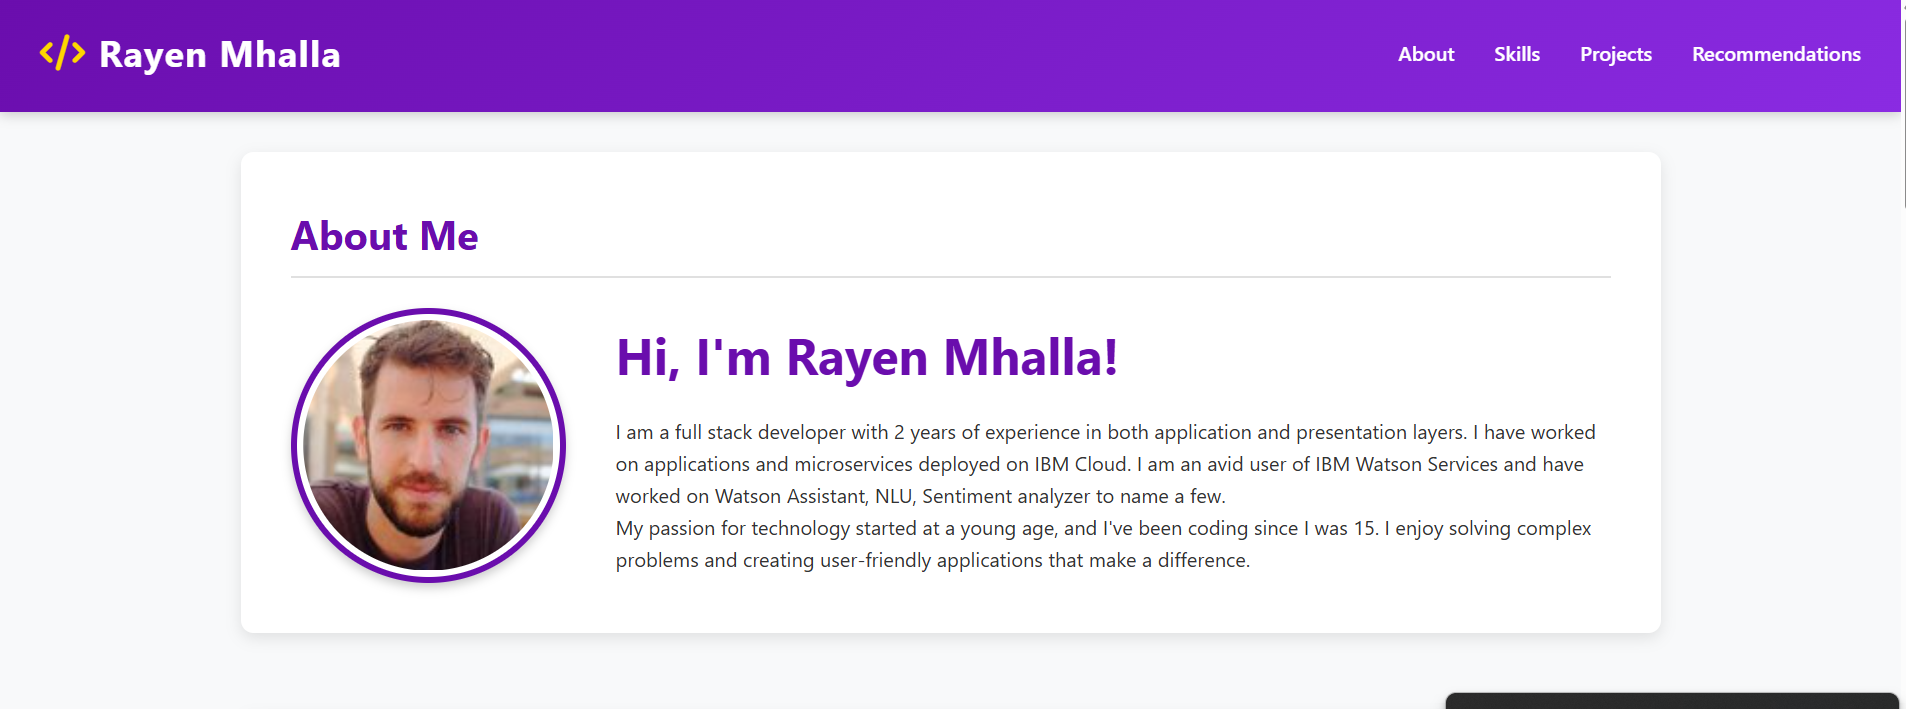 </> Rayen Mhalla
About Skills Projects Recommendations
About Me
Hi, I'm Rayen Mhalla!
I am a full stack developer with 2 years of experience in both application and presentation layers. I have worked
on applications and microservices deployed on IBM Cloud. I am an avid user of IBM Watson Services and have
worked on Watson Assistant, NLU, Sentiment analyzer to name a few.
My passion for technology started at a young age, and I've been coding since I was 15. I enjoy solving complex
problems and creating user-friendly applications that make a difference.